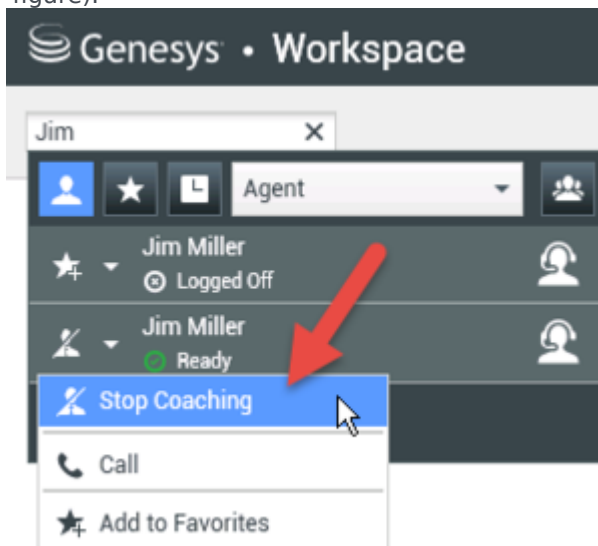 figure).
Genesys • Workspace
Jim
Agent
Jim Miller
Logged Off
Jim Miller
Ready
Stop Coaching
Call
Add to Favorites